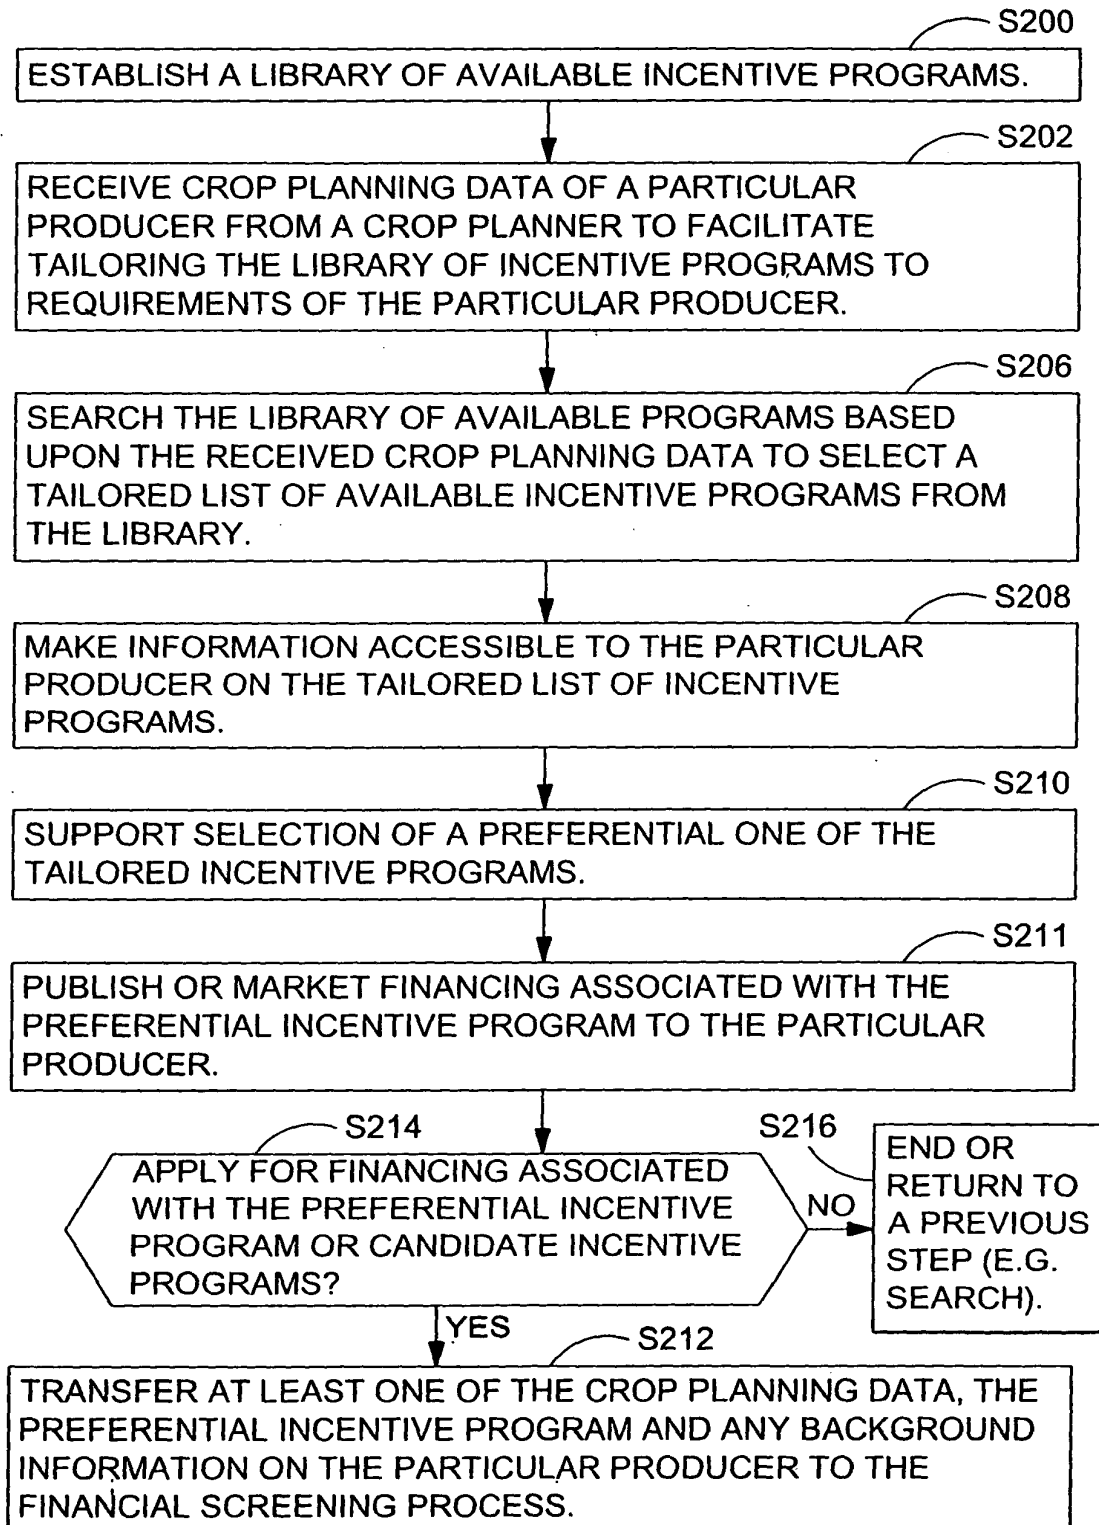 S200
ESTABLISH A LIBRARY OF AVAILABLE INCENTIVE PROGRAMS.
S202
RECEIVE CROP PLANNING DATA OF A PARTICULAR
PRODUCER FROM A CROP PLANNER TO FACILITATE
TAILORING THE LIBRARY OF INCENTIVE PROGRAMS TO
REQUIREMENTS OF THE PARTICULAR PRODUCER.
S206
SEARCH THE LIBRARY OF AVAILABLE PROGRAMS BASED
UPON THE RECEIVED CROP PLANNING DATA TO SELECT A
TAILORED LIST OF AVAILABLE INCENTIVE PROGRAMS FROM
THE LIBRARY.
S208
MAKE INFORMATION ACCESSIBLE TO THE PARTICULAR
PRODUCER ON THE TAILORED LIST OF INCENTIVE
PROGRAMS.
S210
SUPPORT SELECTION OF A PREFERENTIAL ONE OF THE
TAILORED INCENTIVE PROGRAMS.
S211
PUBLISH OR MARKET FINANCING ASSOCIATED WITH THE
PREFERENTIAL INCENTIVE PROGRAM TO THE PARTICULAR
PRODUCER.
S214
APPLY FOR FINANCING ASSOCIATED
WITH THE PREFERENTIAL INCENTIVE
PROGRAM OR CANDIDATE INCENTIVE
PROGRAMS?
NO
S216
END OR
RETURN TO
A PREVIOUS
STEP (E.G.
SEARCH).
YES
S212
TRANSFER AT LEAST ONE OF THE CROP PLANNING DATA, THE
PREFERENTIAL INCENTIVE PROGRAM AND ANY BACKGROUND
INFORMATION ON THE PARTICULAR PRODUCER TO THE
FINANCIAL SCREENING PROCESS.